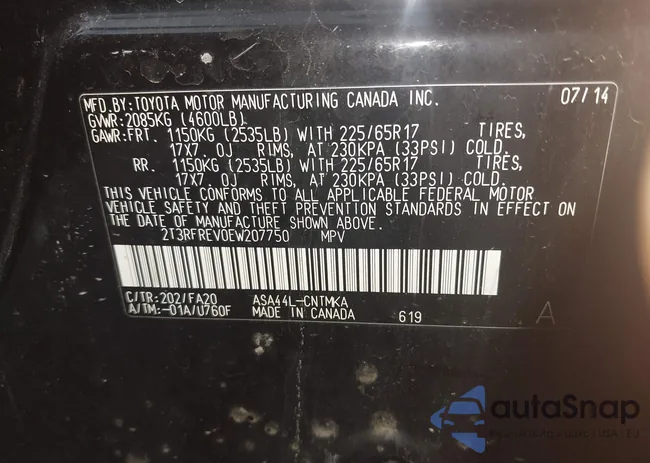 MFD.BY:TOYOTA MOTOR MANUFACTURING CANADA INC. 07/14
GVWR:2085KG (4600LB)
GAWR:FRT. 1150KG (2535LB) WITH 225/65R17 TIRES,
17X7.0J RIMS, AT 230KPA (33PSI) COLD.
RR. 1150KG (2535LB) WITH 225/65R17 TIRES,
17X7.0J RIMS, AT 230KPA (33PSI) COLD.
THIS VEHICLE CONFORMS TO ALL APPLICABLE FEDERAL MOTOR
VEHICLE SAFETY AND THEFT PREVENTION STANDARDS IN EFFECT ON
THE DATE OF MANUFACTURE SHOWN ABOVE.
2T3RFREV0EW207750 MPV
C/TR:202/FA20 ASA44L-CNTMKA
A/TM:-01A/U760F MADE IN CANADA 619 A
autoSnap